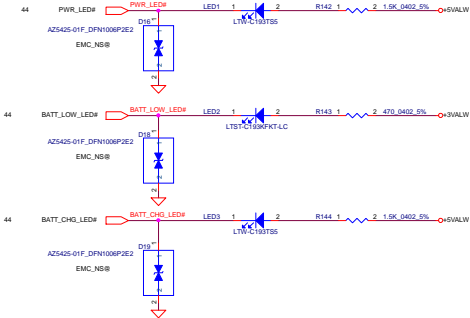 44 PWR_LED# PWR_LED# LED1 1 2 R142 1 2 1.5K_0402_5% +5VALW
LTW-C193TS5
D16
AZ5425-01F_DFN1006P2E2
EMC_NS@
1
2
44 BATT_LOW_LED# BATT_LOW_LED# LED2 1 2 R143 1 2 470_0402_5% +3VALW
LTST-C193KFKT-LC
D18
AZ5425-01F_DFN1006P2E2
EMC_NS@
1
2
44 BATT_CHG_LED# BATT_CHG_LED# LED3 1 2 R144 1 2 1.5K_0402_5% +5VALW
LTW-C193TS5
D19
AZ5425-01F_DFN1006P2E2
EMC_NS@
1
2